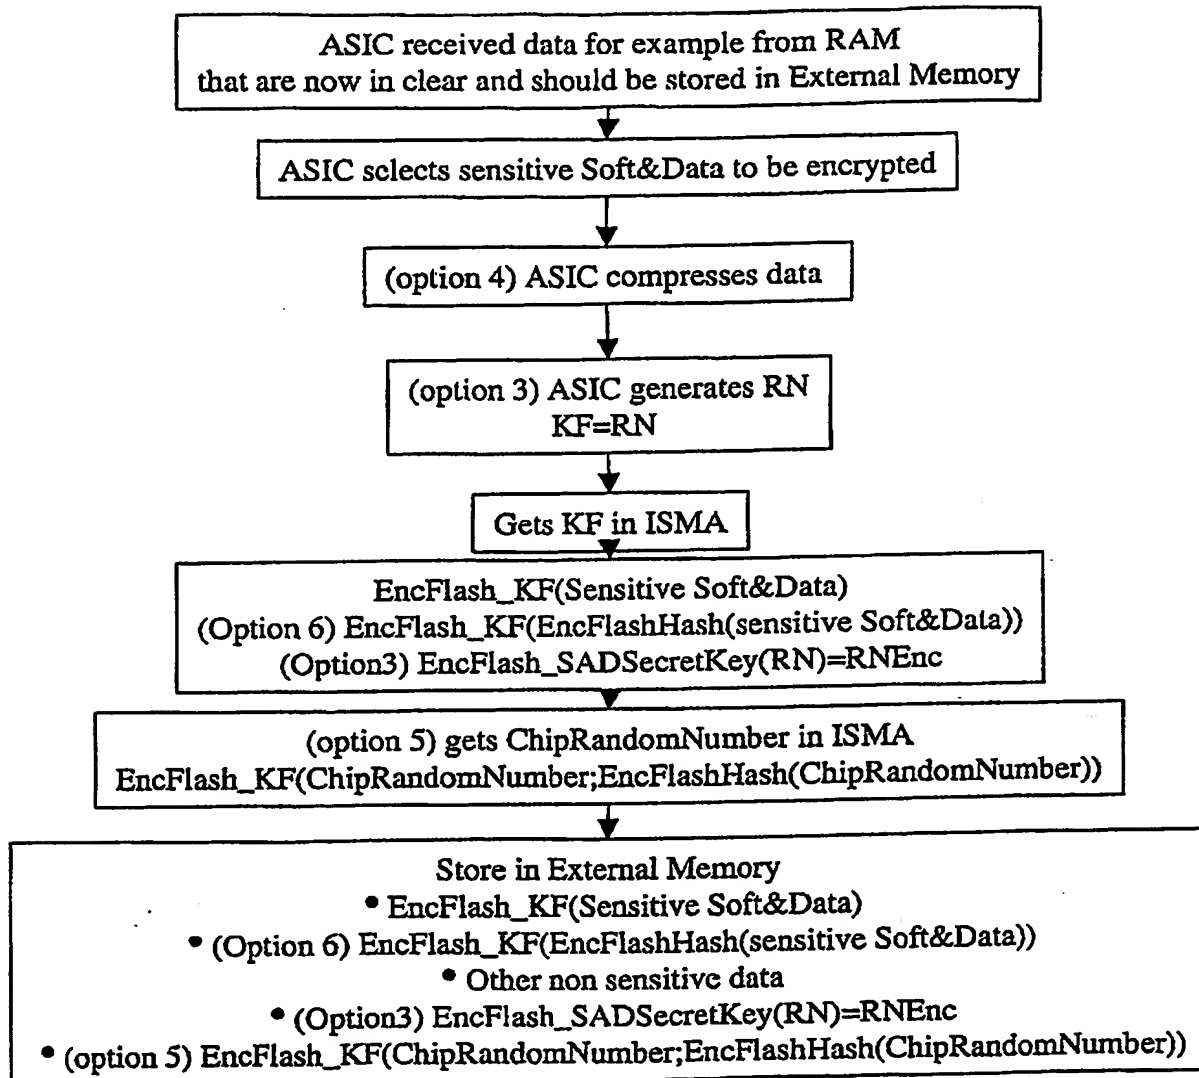 ASIC received data for example from RAM
that are now in clear and should be stored in External Memory
ASIC selects sensitive Soft&Data to be encrypted
(option 4) ASIC compresses data
(option 3) ASIC generates RN
KF=RN
Gets KF in ISMA
EncFlash_KF(Sensitive Soft&Data)
(Option 6) EncFlash_KF(EncFlashHash(sensitive Soft&Data))
(Option3) EncFlash_SADSecretKey(RN)=RNEnc
(option 5) gets ChipRandomNumber in ISMA
EncFlash_KF(ChipRandomNumber;EncFlashHash(ChipRandomNumber))
Store in External Memory
• EncFlash_KF(Sensitive Soft&Data)
• (Option 6) EncFlash_KF(EncFlashHash(sensitive Soft&Data))
• Other non sensitive data
• (Option3) EncFlash_SADSecretKey(RN)=RNEnc
• (option 5) EncFlash_KF(ChipRandomNumber;EncFlashHash(ChipRandomNumber))